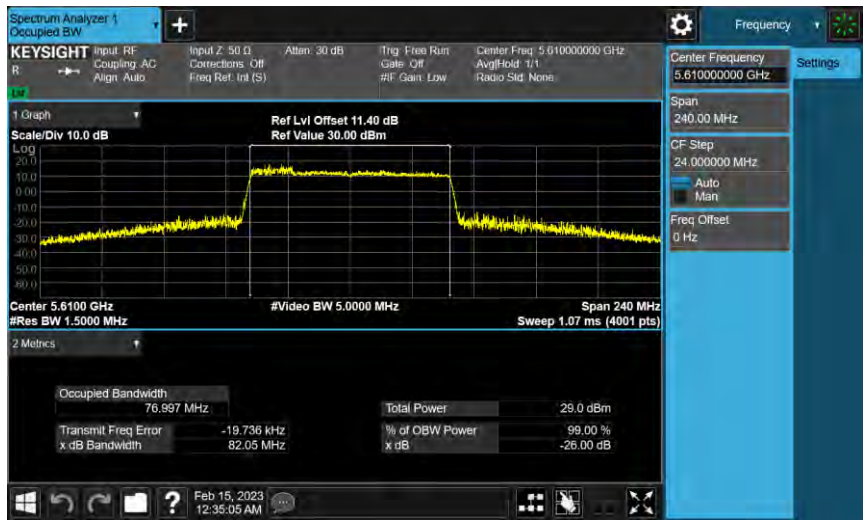 Spectrum Analyzer 1
Occupied BW
Frequency
KEYSIGHT
Input: RF
Coupling: AC
Align: Auto
Input Z: 50 Ω
Corrections: Off
Freq Ref: Int (S)
Atten: 30 dB
Trig: Free Run
Gate: Off
#IF Gain: Low
Center Freq: 5.610000000 GHz
Avg|Hold: 1/1
Radio Std: None
R
Center Frequency
5.610000000 GHz
Settings
Span
240.00 MHz
CF Step
24.000000 MHz
Auto
Man
Freq Offset
0 Hz
1 Graph
Scale/Div 10.0 dB
Ref Lvl Offset 11.40 dB
Ref Value 30.00 dBm
Log
20.0
10.0
0.00
-10.0
-20.0
-30.0
-40.0
-50.0
-60.0
Center 5.6100 GHz
#Video BW 5.0000 MHz
Span 240 MHz
#Res BW 1.5000 MHz
Sweep 1.07 ms (4001 pts)
2 Metrics
Occupied Bandwidth
76.997 MHz
Total Power 29.0 dBm
Transmit Freq Error -19.736 kHz
% of OBW Power 99.00 %
x dB Bandwidth 82.05 MHz
x dB -26.00 dB
Feb 15, 2023
12:35:05 AM